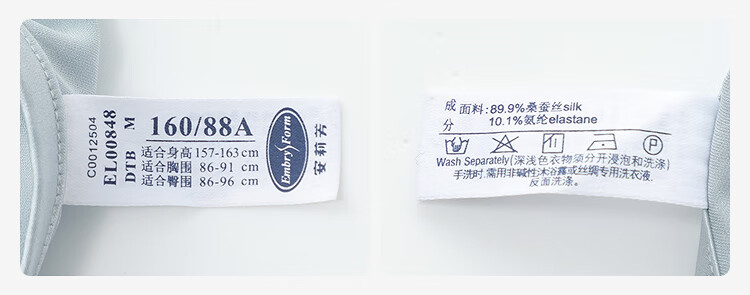 C0012504
EL00848
DTB M
160/88A
适合身高 157-163 cm
适合胸围 86-91 cm
适合臀围 86-96 cm
Embry Form
安莉芳
成分
面料: 89.9%桑蚕丝silk
10.1%氨纶elastane
P
Wash Separately(深浅色衣物须分开浸泡和洗涤)
手洗时,需用非碱性沐浴露或丝绸专用洗衣液,
反面洗涤。